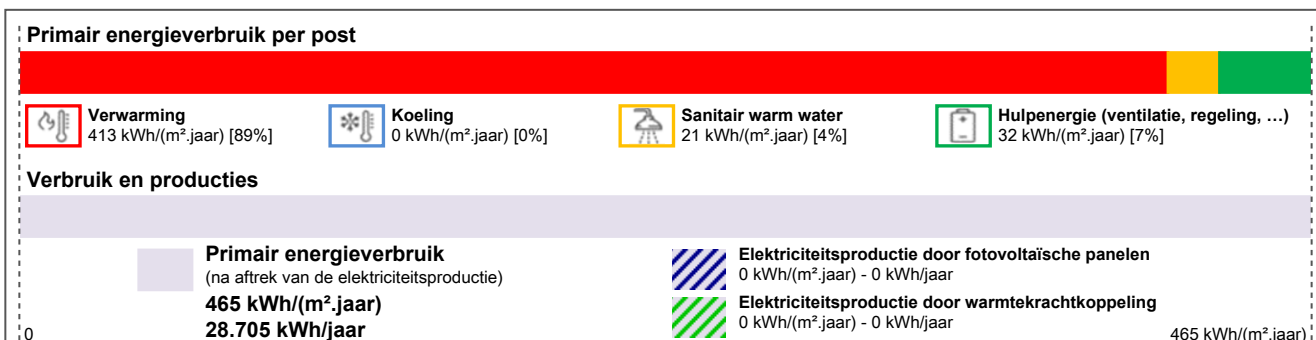 Primair energieverbruik per post
Verwarming
413 kWh/(m².jaar) [89%]
Koeling
0 kWh/(m².jaar) [0%]
Sanitair warm water
21 kWh/(m².jaar) [4%]
Hulpenergie (ventilatie, regeling, …)
32 kWh/(m².jaar) [7%]
Verbruik en producties
Primair energieverbruik
(na aftrek van de elektriciteitsproductie)
465 kWh/(m².jaar)
28.705 kWh/jaar
Elektriciteitsproductie door fotovoltaïsche panelen
0 kWh/(m².jaar) - 0 kWh/jaar
Elektriciteitsproductie door warmtekrachtkoppeling
0 kWh/(m².jaar) - 0 kWh/jaar
0
465 kWh/(m².jaar)